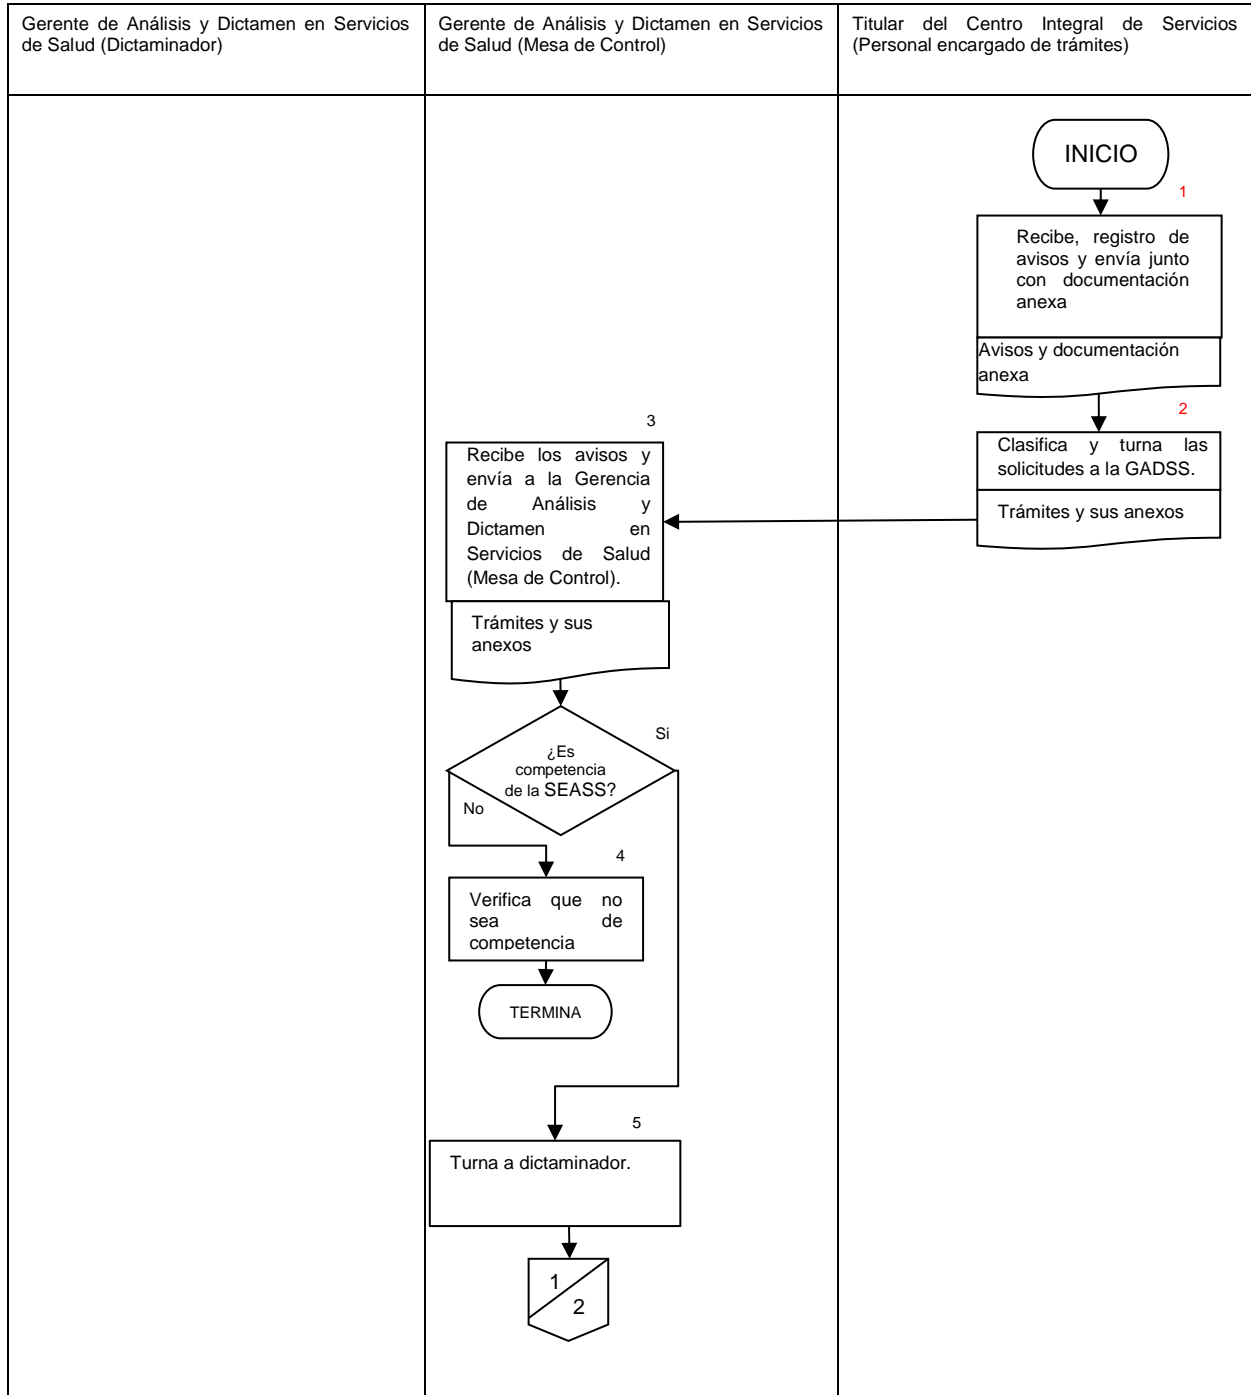 Gerente de Análisis y Dictamen en Servicios
de Salud (Dictaminador)
Gerente de Análisis y Dictamen en Servicios
de Salud (Mesa de Control)
Titular del Centro Integral de Servicios
(Personal encargado de trámites)
INICIO
1
Recibe, registro de
avisos y envía junto
con documentación
anexa
Avisos y documentación
anexa
2
Clasifica y turna las
solicitudes a la GADSS.
Trámites y sus anexos
3
Recibe los avisos y
envía a la Gerencia
de Análisis y
Dictamen en
Servicios de Salud
(Mesa de Control).
Trámites y sus
anexos
¿Es
competencia
de la SEASS?
Si
No
4
Verifica que no
sea de
competencia
TERMINA
5
Turna a dictaminador.
1
2